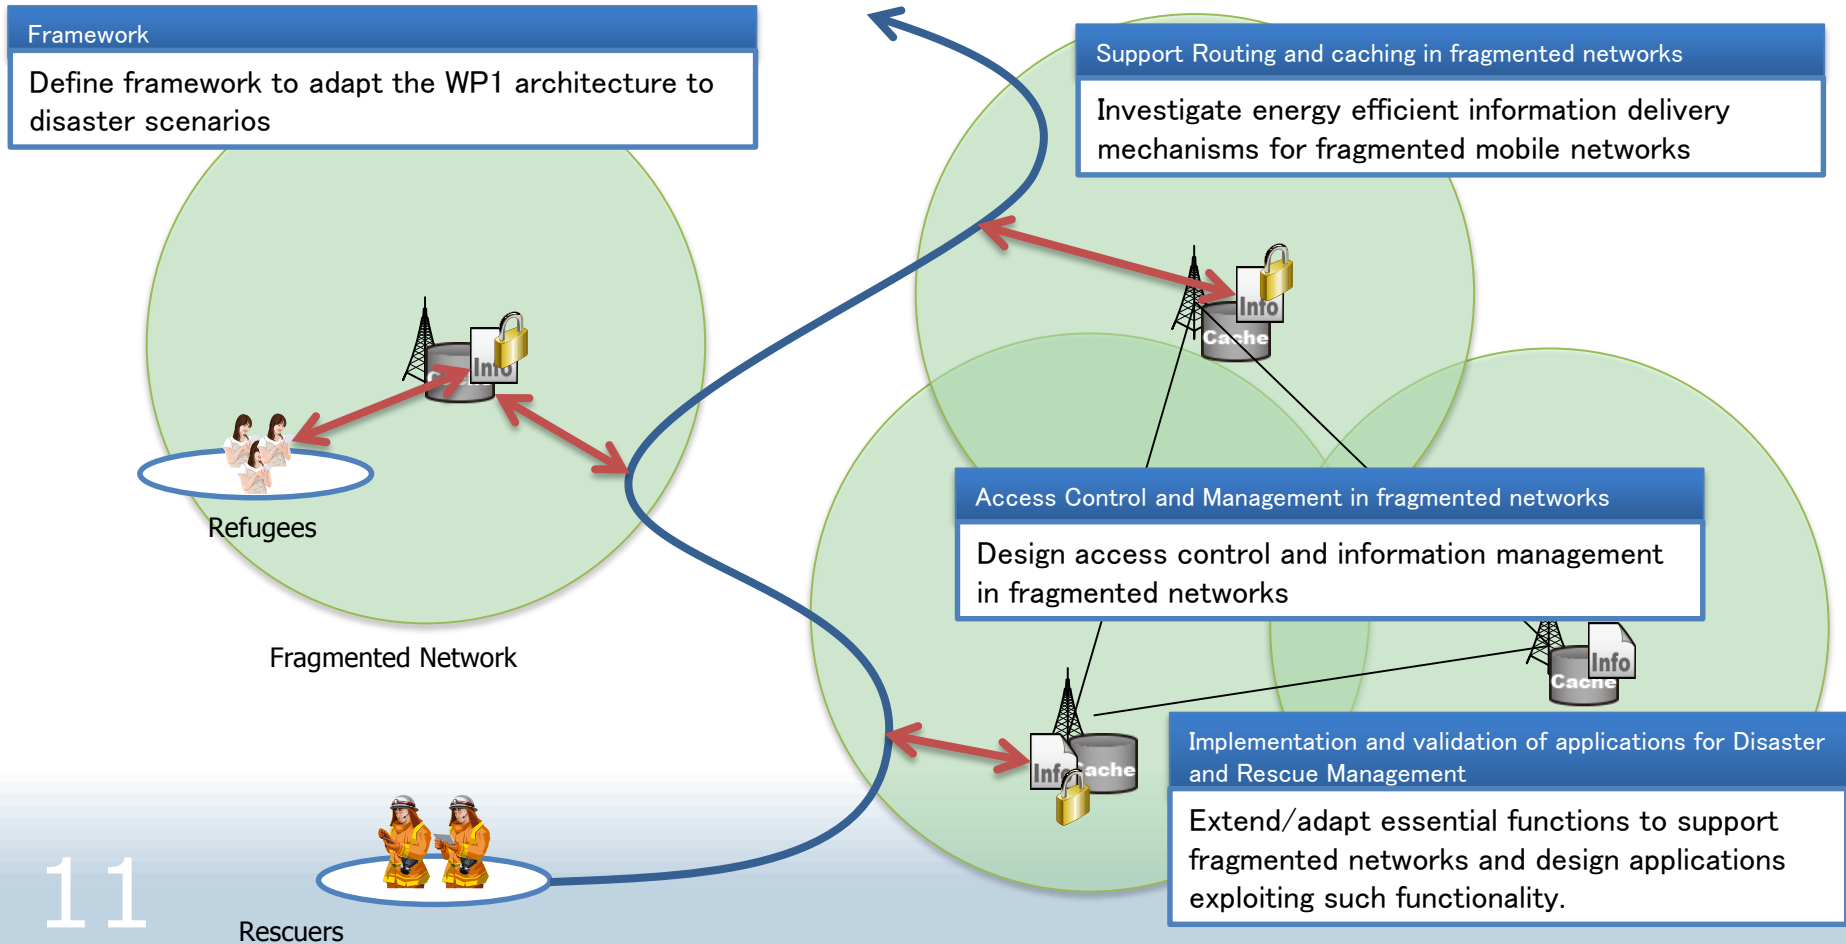 Framework
Define framework to adapt the WP1 architecture to
disaster scenarios
Support Routing and caching in fragmented networks
Investigate energy efficient information delivery
mechanisms for fragmented mobile networks
Info
Cache
Info
Refugees
Access Control and Management in fragmented networks
Design access control and information management
in fragmented networks
Fragmented Network
Info
Cache
Info
Cache
Implementation and validation of applications for Disaster
and Rescue Management
Extend/adapt essential functions to support
fragmented networks and design applications
exploiting such functionality.
11
Rescuers